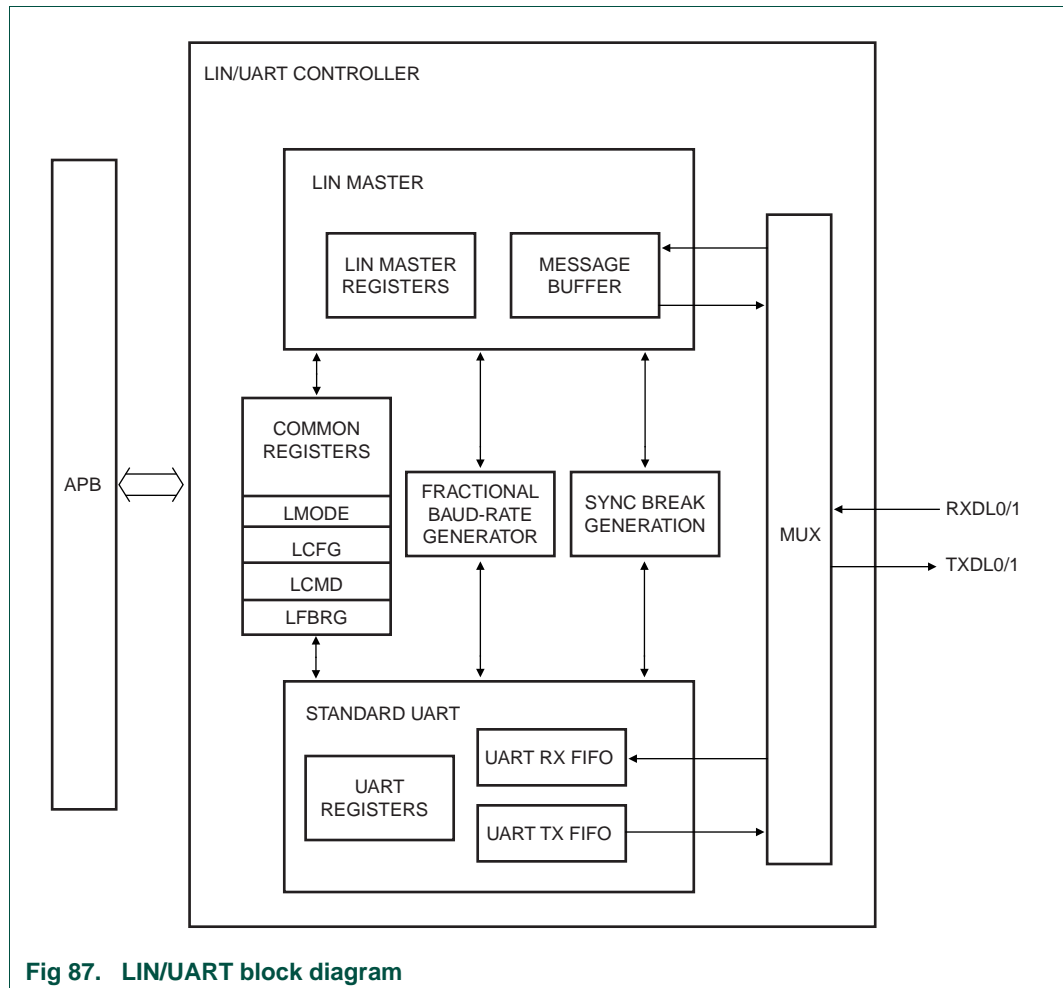 LIN/UART CONTROLLER
LIN MASTER
LIN MASTER
REGISTERS
MESSAGE
BUFFER
COMMON
REGISTERS
APB
FRACTIONAL
BAUD-RATE
GENERATOR
SYNC BREAK
GENERATION
LMODE
LCFG
LCMD
LFBRG
MUX
RXDL0/1
TXDL0/1
STANDARD UART
UART
REGISTERS
UART RX FIFO
UART TX FIFO
Fig 87. LIN/UART block diagram